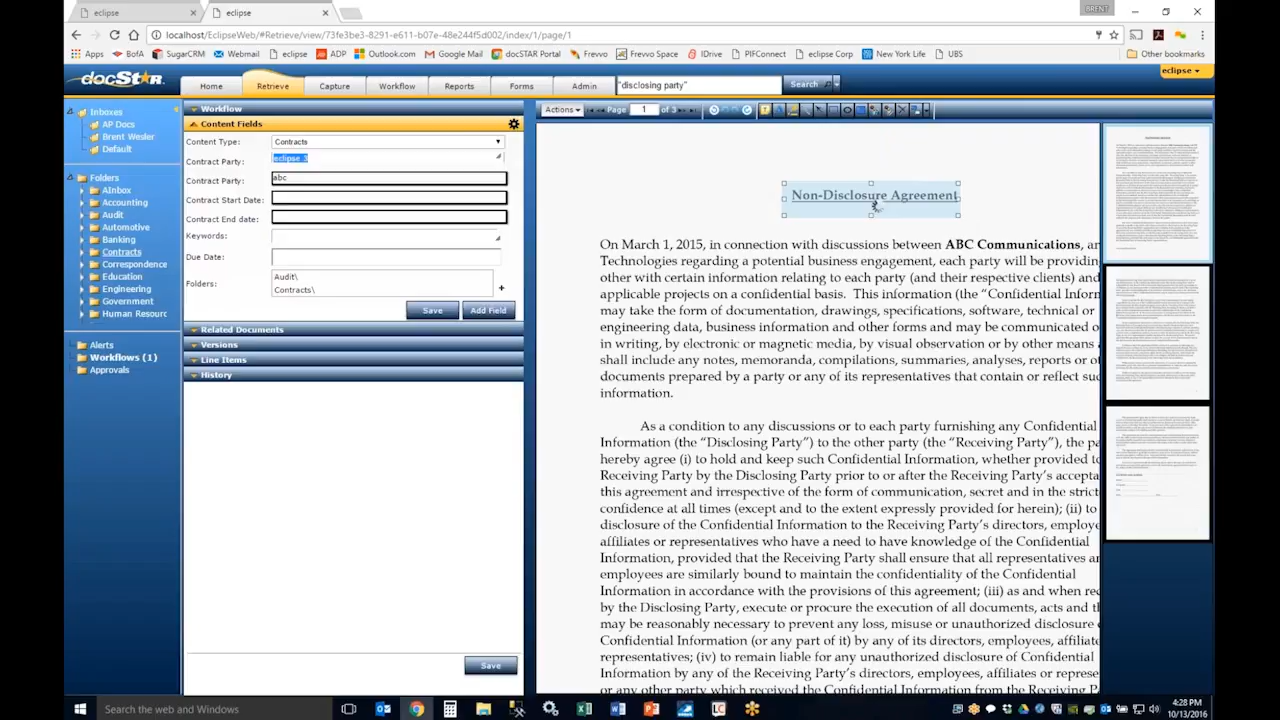 eclipse
eclipse
BRENT
localhost/EclipseWeb/#Retrieve/view/73fe3be3-8291-e611-b07e-48e244f5d002/index/1/page/1
Apps BofA SugarCRM Webmail eclipse ADP Outlook.com Google Mail docSTAR Portal Frevvo Frevvo Space IDrive PIFConnect eclipse Corp New York Life UBS Other bookmarks
docSTAR
Home Retrieve Capture Workflow Reports Forms Admin "disclosing party" Search
eclipse
Inboxes
AP Docs
Brent Wesler
Default
Folders
AInbox
Accounting
Audit
Automotive
Banking
Contracts
Correspondence
Education
Engineering
Government
Human Resourc
Alerts
Workflows (1)
Approvals
Workflow
Content Fields
Content Type: Contracts
Contract Party: eclipse 3
Contract Party: abc
Contract Start Date:
Contract End date:
Keywords:
Due Date:
Folders: Audit\
Contracts\
Save Add Field
Related Documents
Versions
Line Items
History
Save
Actions Page 1 of 3
Non-Disclosure Agreement
On March 1, 2015, in connection with discussions between ABC Communications, an
Technologies regarding a potential business engagement, each party will be providing
other with certain information relating to each party (and their respective clients) and
applicable projects on a confidential basis. This information (the "Confidential Inform
may take the form of documentation, drawings, specifications, software, technical or
engineering data, business information and other forms and may be communicated o
in writing, by electronic or magnetic media, by visual observation or by other means a
shall include any notes, memoranda, compilations, summaries, analyses, reports or o
documents prepared by a party or any of its representatives that contain or reflect suc
information.
As a condition to any discussions or to each party furnishing any Confidential
Information (the "Disclosing Party") to the other party (the "Receiving Party"), the pa
hereby agree (i) to hold and keep such Confidential Information, whether provided to
Receiving Party by the Disclosing Party prior to or after the Receiving Party's accepta
this agreement and irrespective of the form of communication, secret and in the strict
confidence at all times (except and to the extent expressly provided for herein); (ii) to
disclosure of the Confidential Information to the Receiving Party's directors, employe
affiliates or representatives who have a need to have knowledge of the Confidential
Information, provided that the Receiving Party shall ensure that all representatives an
employees are similarly bound to maintain the confidentiality of the Confidential
Information in accordance with the provisions of this agreement; (iii) as and when rec
by the Disclosing Party, execute or procure the execution of all documents, acts and th
may be reasonably necessary to prevent any loss, misuse or unauthorized disclosure o
Confidential Information (or any part of it) by any of its directors, employees, affiliate
representatives; (iv) to remain liable for any unauthorized disclosure of Confidential
Information by any of its directors, employees, affiliates or represe
or any other party which received the Confidential Information from the Receiving P
Search the web and Windows
4:28 PM
10/13/2016